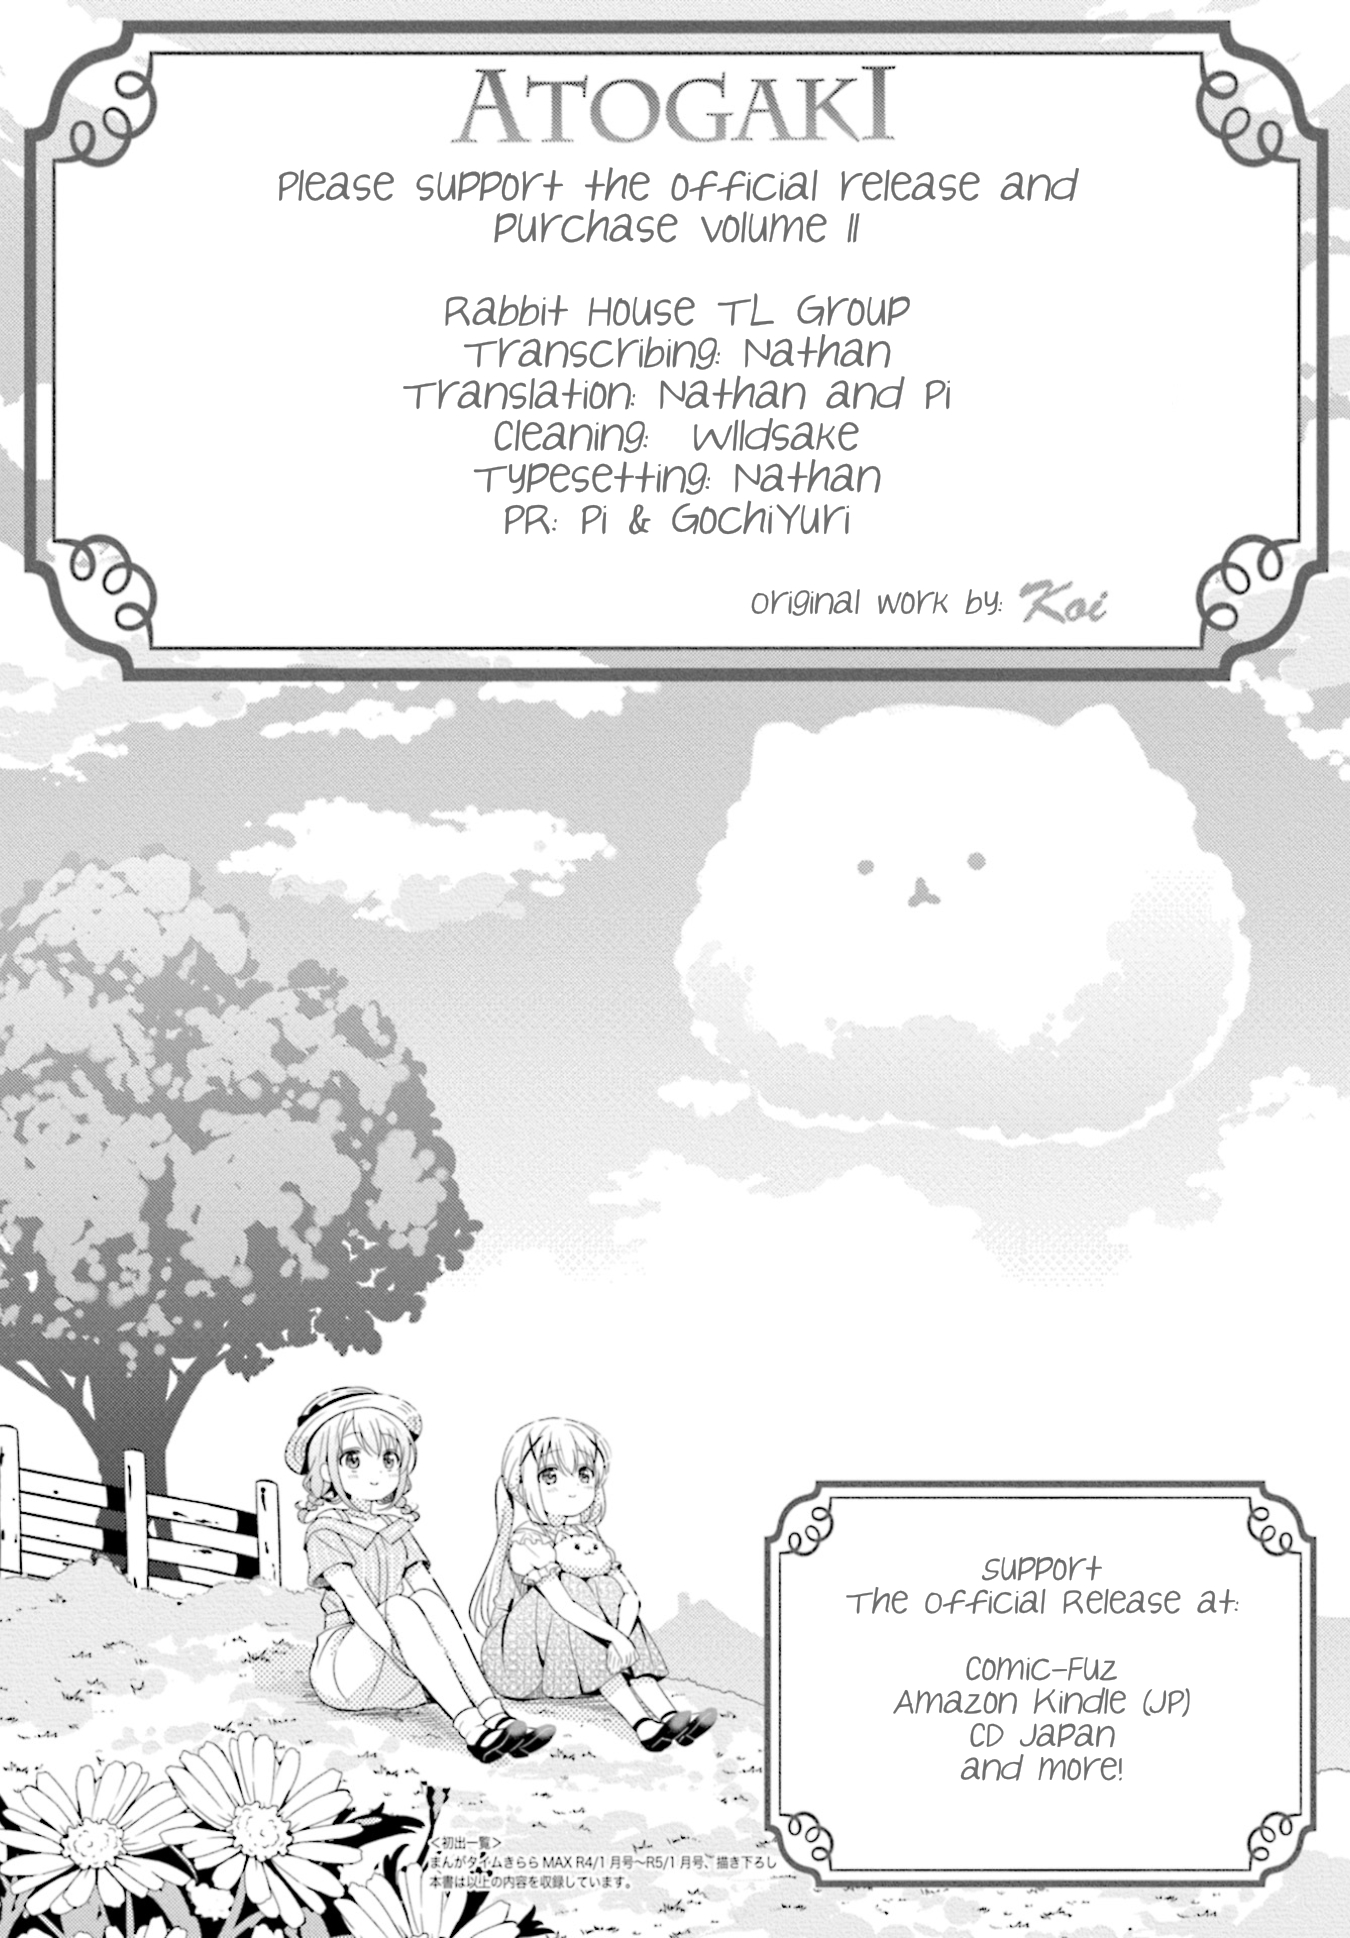 ATOGAKI
Please support the official release and
purchase volume 11
Rabbit House TL Group
Transcribing: Nathan
Translation: Nathan and Pi
Cleaning: Wlldsake
Typesetting: Nathan
PR: Pi & GochiYuri
original work by: Koi
support
The official Release at:
comic-Fuz
Amazon Kindle (JP)
CD Japan
and more!
<初出一覧>
まんがタイムきらら MAX R4/1 月号～R5/1 月号、描き下ろし
本書は以上の内容を収録しています。